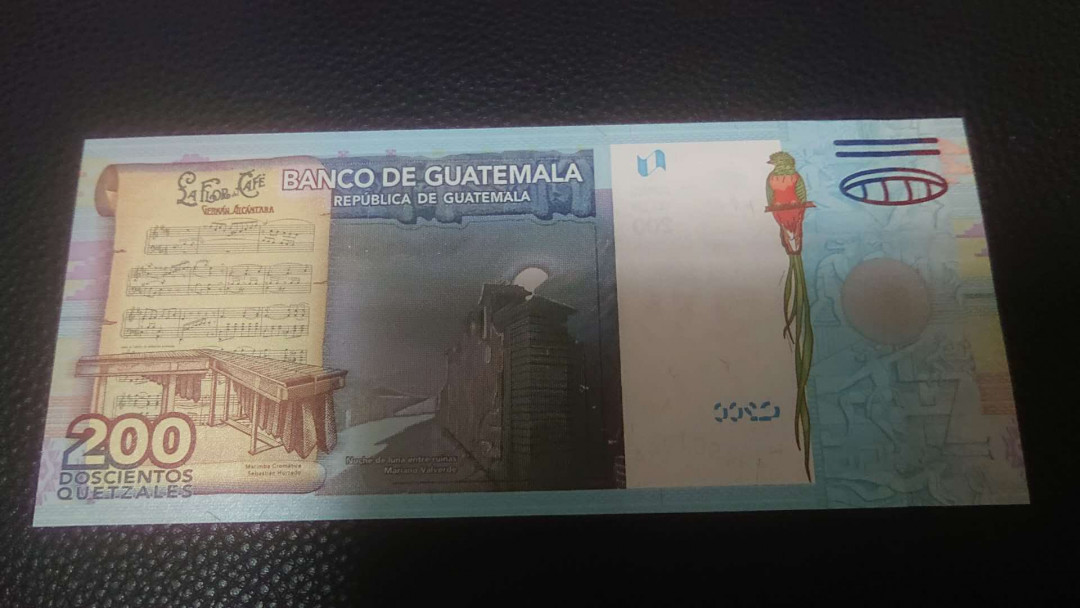 La Flor del Café
Germán Alcántara
BANCO DE GUATEMALA
REPÚBLICA DE GUATEMALA
200
DOSCIENTOS
QUETZALES
Marimba Cromática
Sebastián Hurtado
Noche de luna entre ruinas
Mariano Valverde